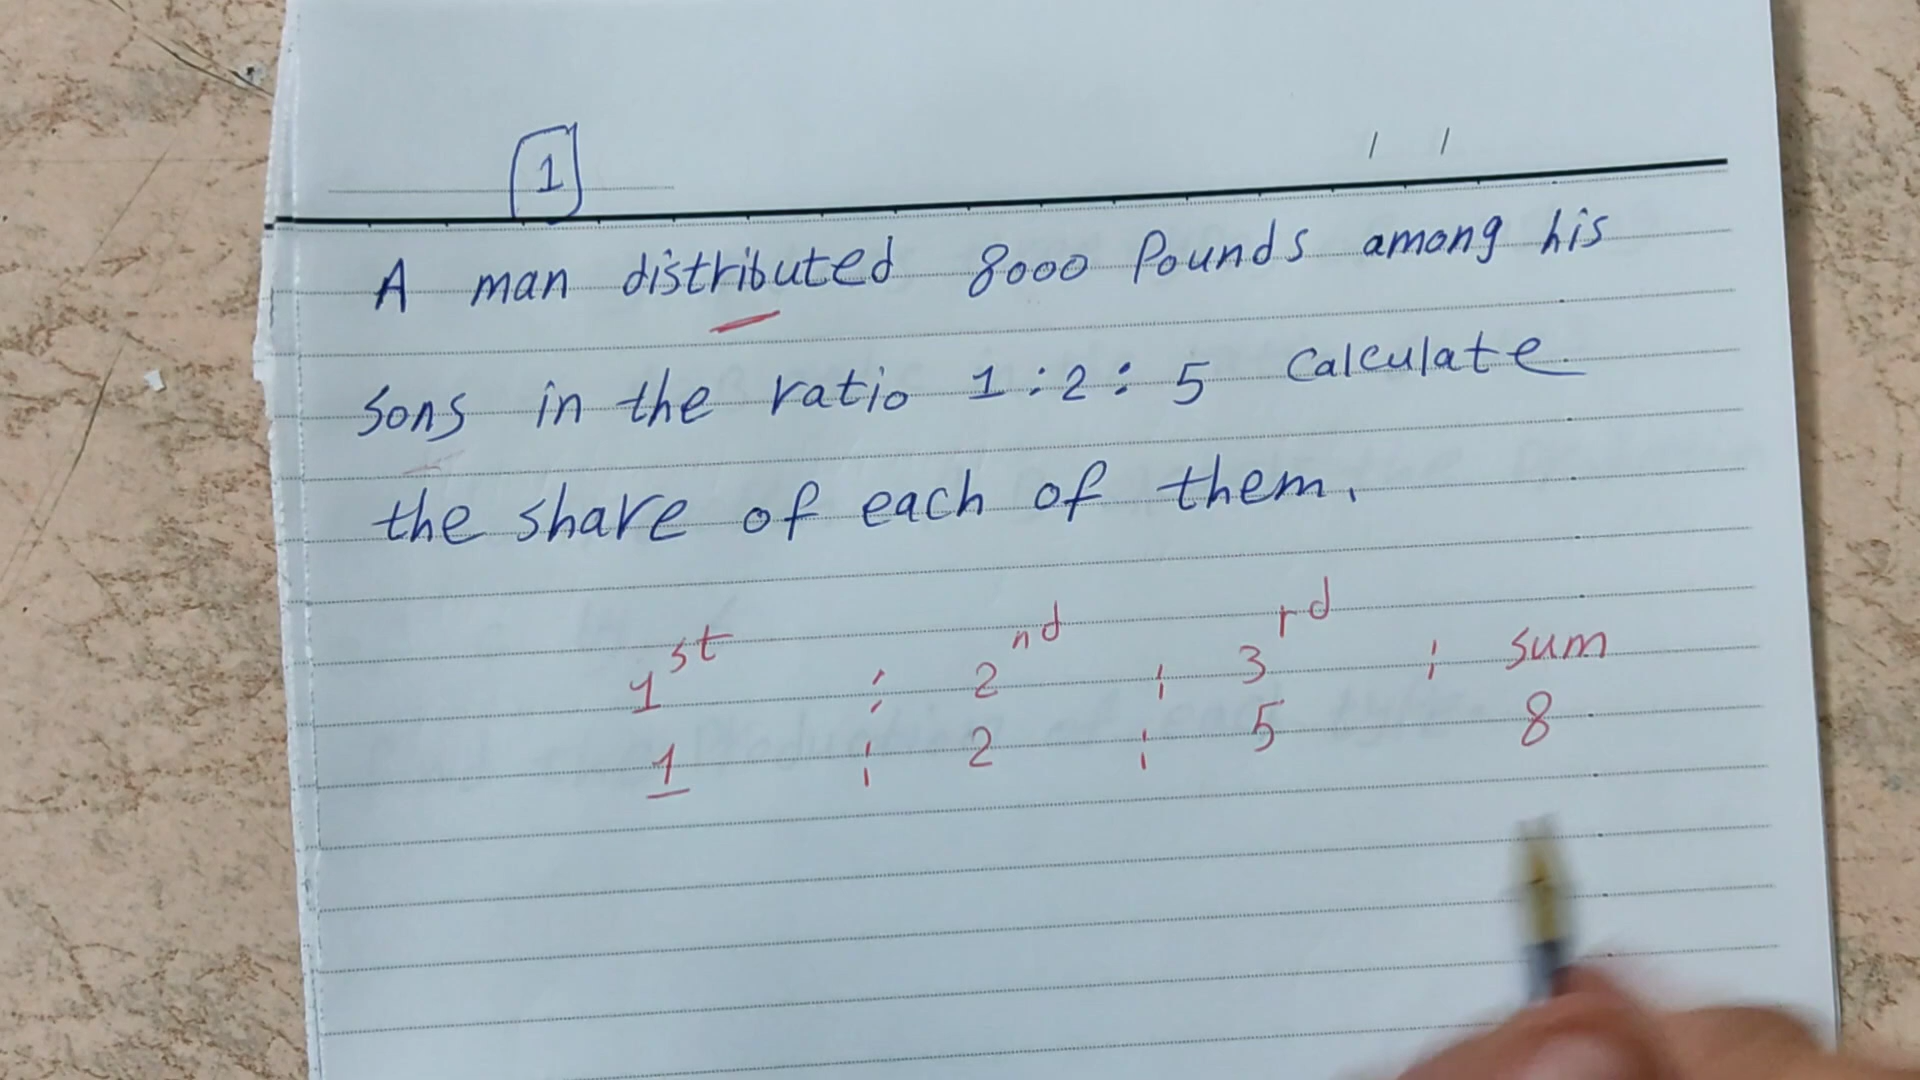 1
A man distributed 8000 Pounds among his
sons in the ratio 1:2:5 Calculate
the share of each of them.
1st : 2nd : 3rd : sum
1 : 2 : 5 8